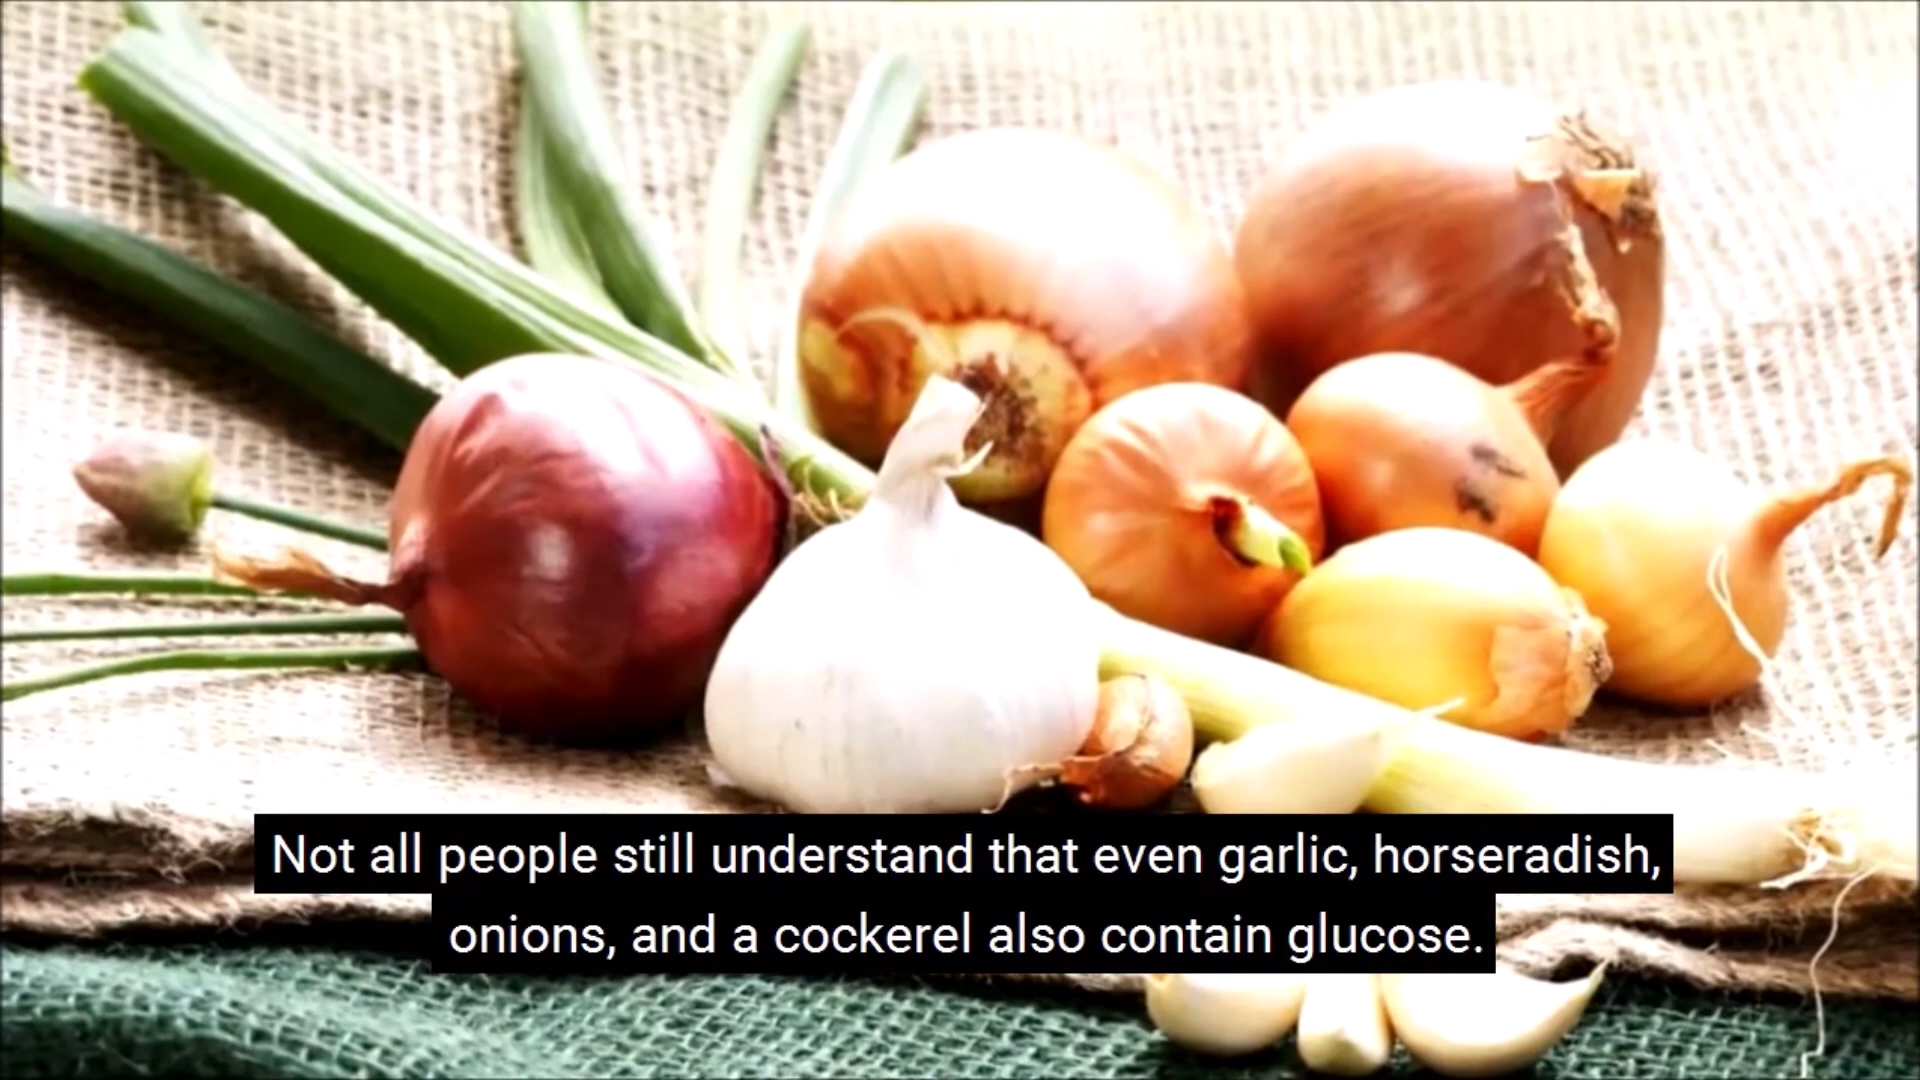 Not all people still understand that even garlic, horseradish,
onions, and a cockerel also contain glucose.